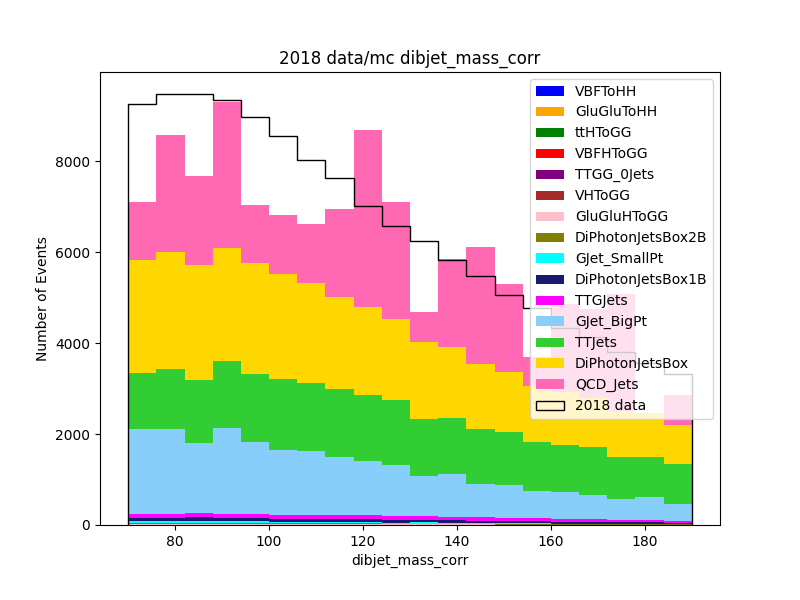 2018 data/mc dibjet_mass_corr
Number of Events
8000
6000
4000
2000
0
80
100
120
140
160
180
dibjet_mass_corr
VBFToHH
GluGluToHH
ttHToGG
VBFHToGG
TTGG_0Jets
VHToGG
GluGluHToGG
DiPhotonJetsBox2B
GJet_SmallPt
DiPhotonJetsBox1B
TTGJets
GJet_BigPt
TTJets
DiPhotonJetsBox
QCD_Jets
2018 data